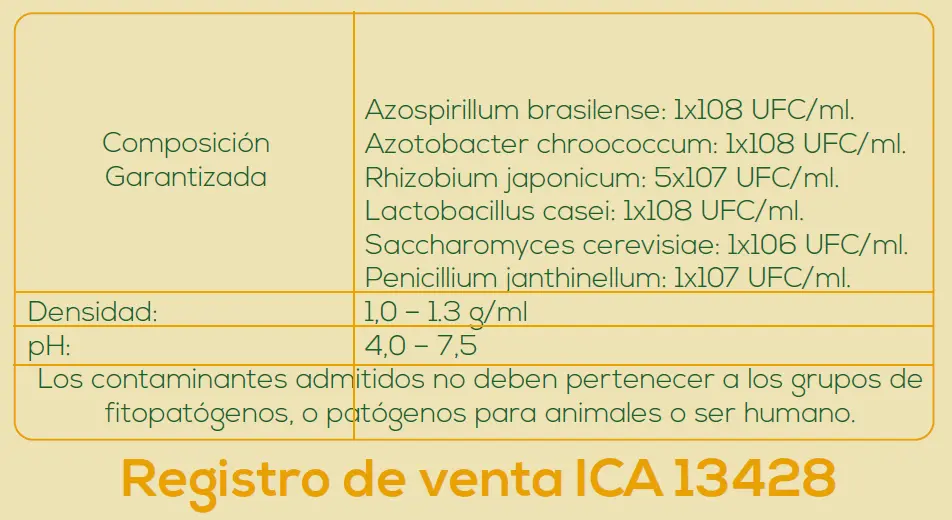 Composición
Garantizada
Azospirillum brasilense: 1x108 UFC/ml.
Azotobacter chroococcum: 1x108 UFC/ml.
Rhizobium japonicum: 5x107 UFC/ml.
Lactobacillus casei: 1x108 UFC/ml.
Saccharomyces cerevisiae: 1x106 UFC/ml.
Penicillium janthinellum: 1x107 UFC/ml.
Densidad: 1,0 – 1.3 g/ml
pH: 4,0 – 7,5
Los contaminantes admitidos no deben pertenecer a los grupos de
fitopatógenos, o patógenos para animales o ser humano.
Registro de venta ICA 13428